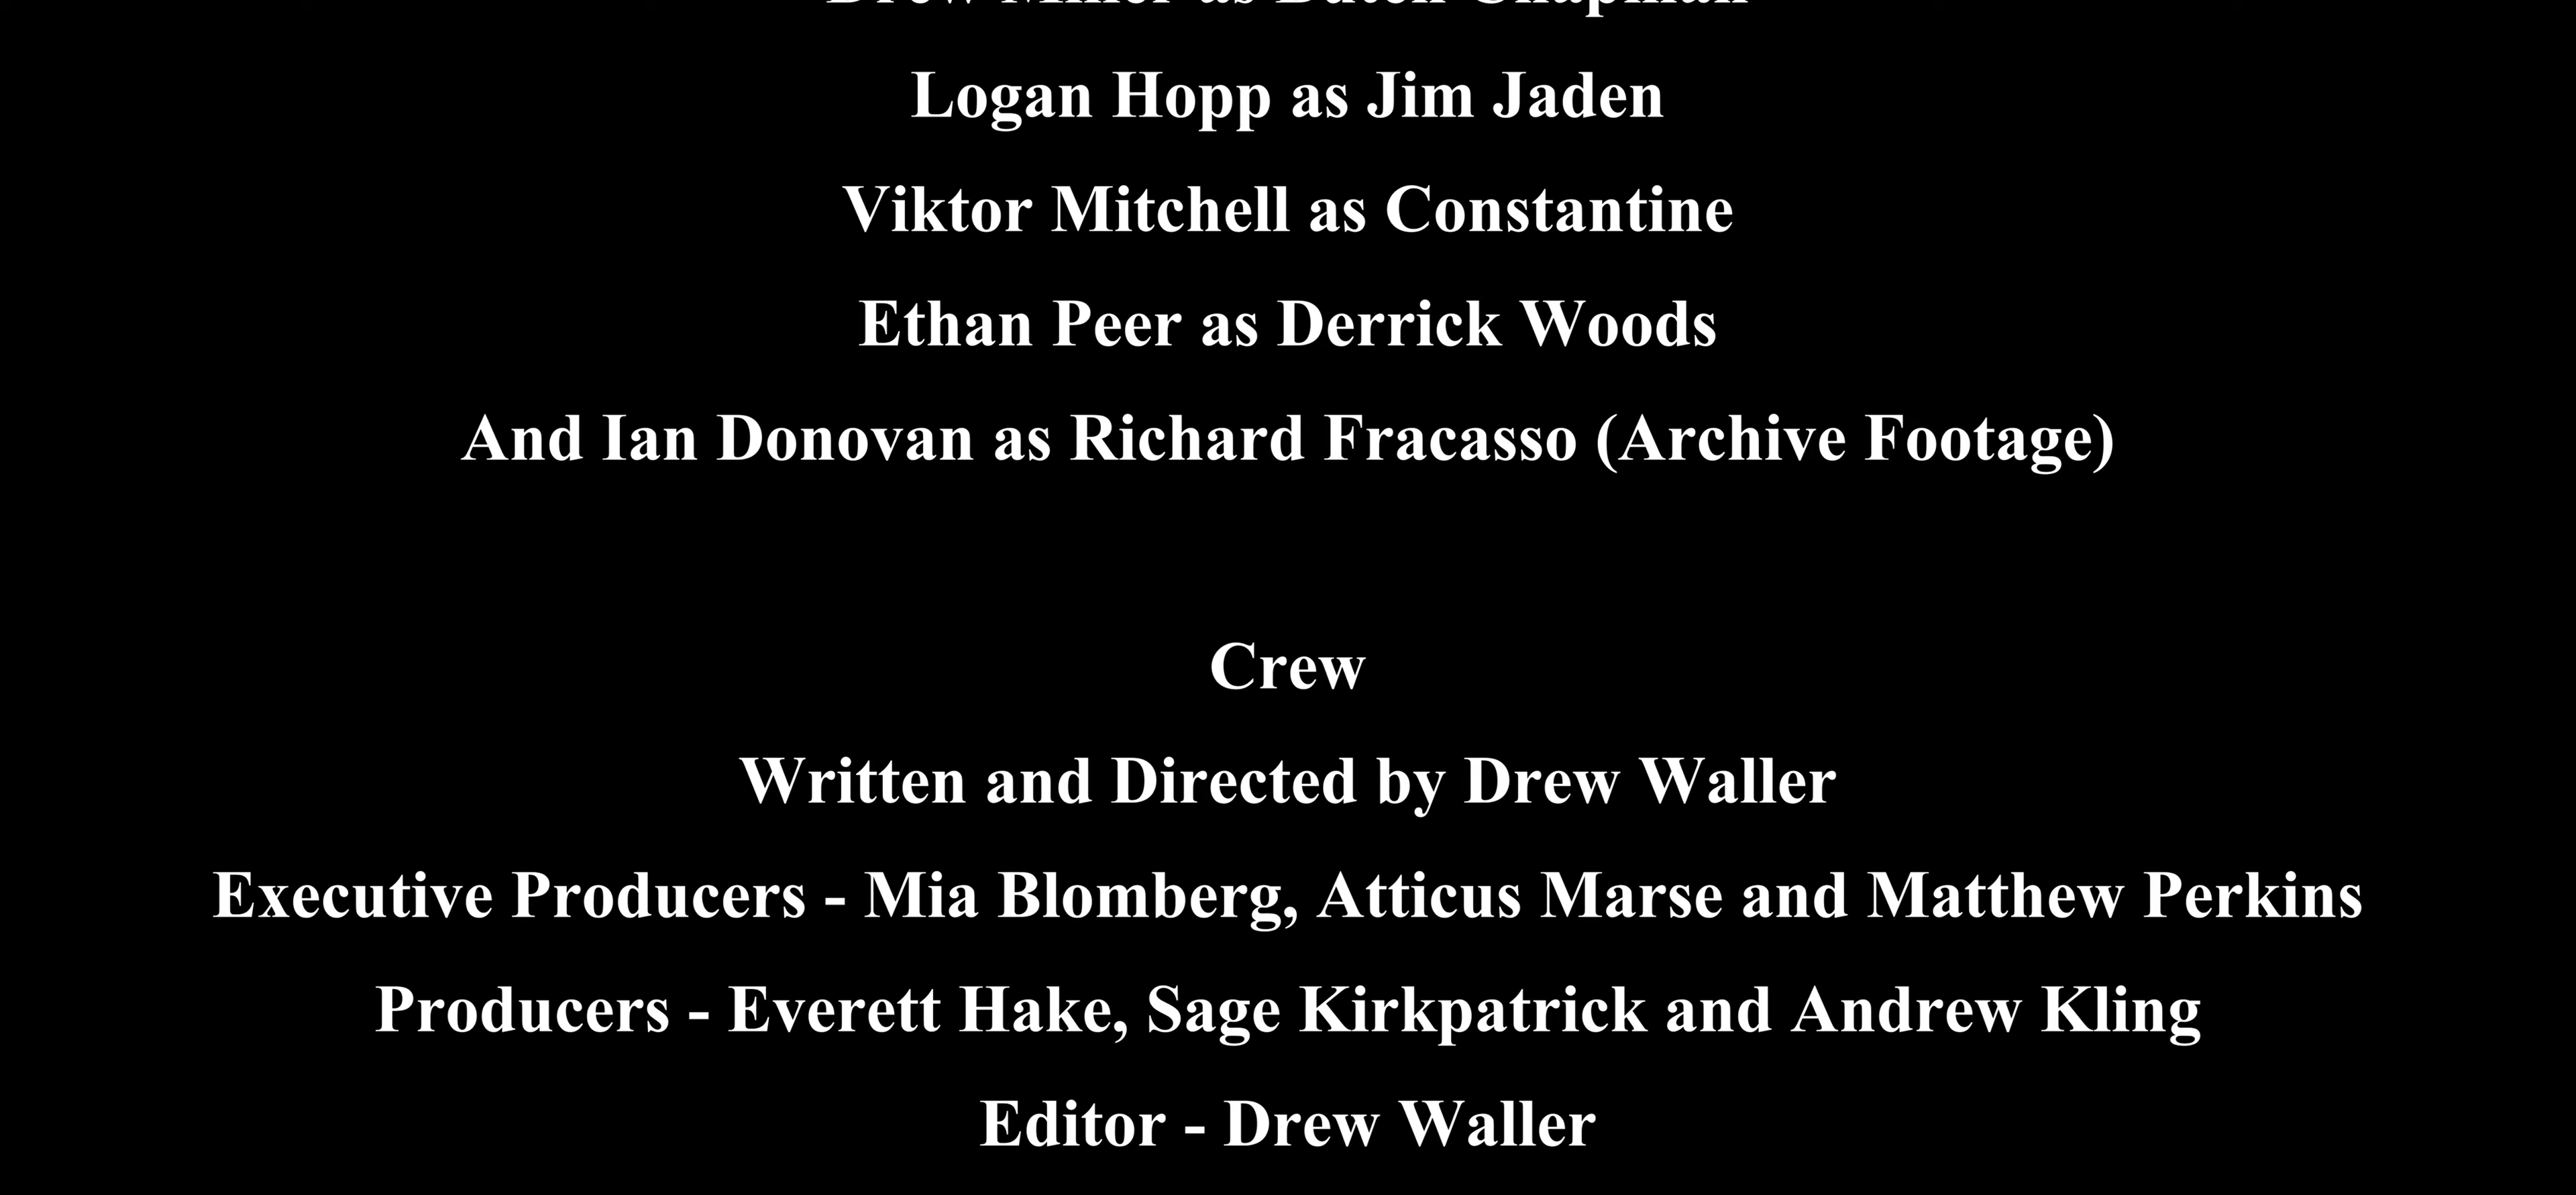 Logan Hopp as Jim Jaden
Viktor Mitchell as Constantine
Ethan Peer as Derrick Woods
And Ian Donovan as Richard Fracasso (Archive Footage)
Crew
Written and Directed by Drew Waller
Executive Producers - Mia Blomberg, Atticus Marse and Matthew Perkins
Producers - Everett Hake, Sage Kirkpatrick and Andrew Kling
Editor - Drew Waller